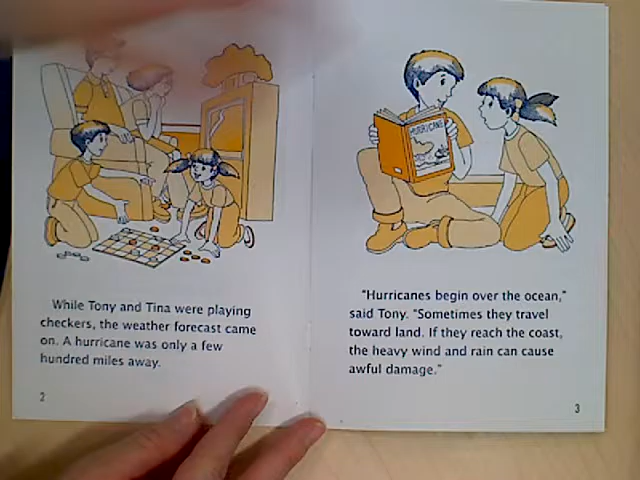 While Tony and Tina were playing
checkers, the weather forecast came
on. A hurricane was only a few
hundred miles away.
2
HURRICANE
"Hurricanes begin over the ocean,"
said Tony. "Sometimes they travel
toward land. If they reach the coast,
the heavy wind and rain can cause
awful damage."
3